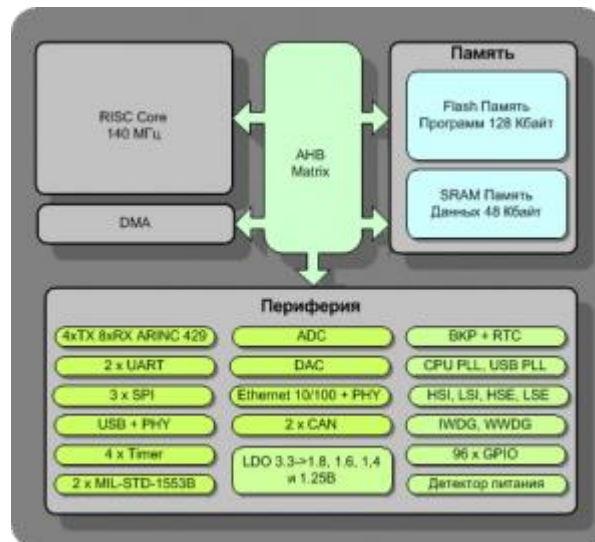 RISC Core
140 МГц
DMA
AHB
Matrix
Память
Flash Память
Программ 128 Кбайт
SRAM Память
Данных 48 Кбайт
Периферия
4xTX 8xRX ARINC 429
2 x UART
3 x SPI
USB + PHY
4 x Timer
2 x MIL-STD-1553B
ADC
DAC
Ethernet 10/100 + PHY
2 x CAN
LDO 3.3->1.8, 1.6, 1,4
и 1.25В
BKP + RTC
CPU PLL, USB PLL
HSI, LSI, HSE, LSE
IWDG, WWDG
96 x GPIO
Детектор питания